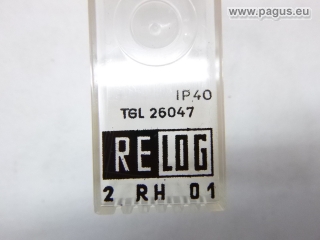 www.pagus.eu
IP40
TGL 26047
RELOG
2 RH 01